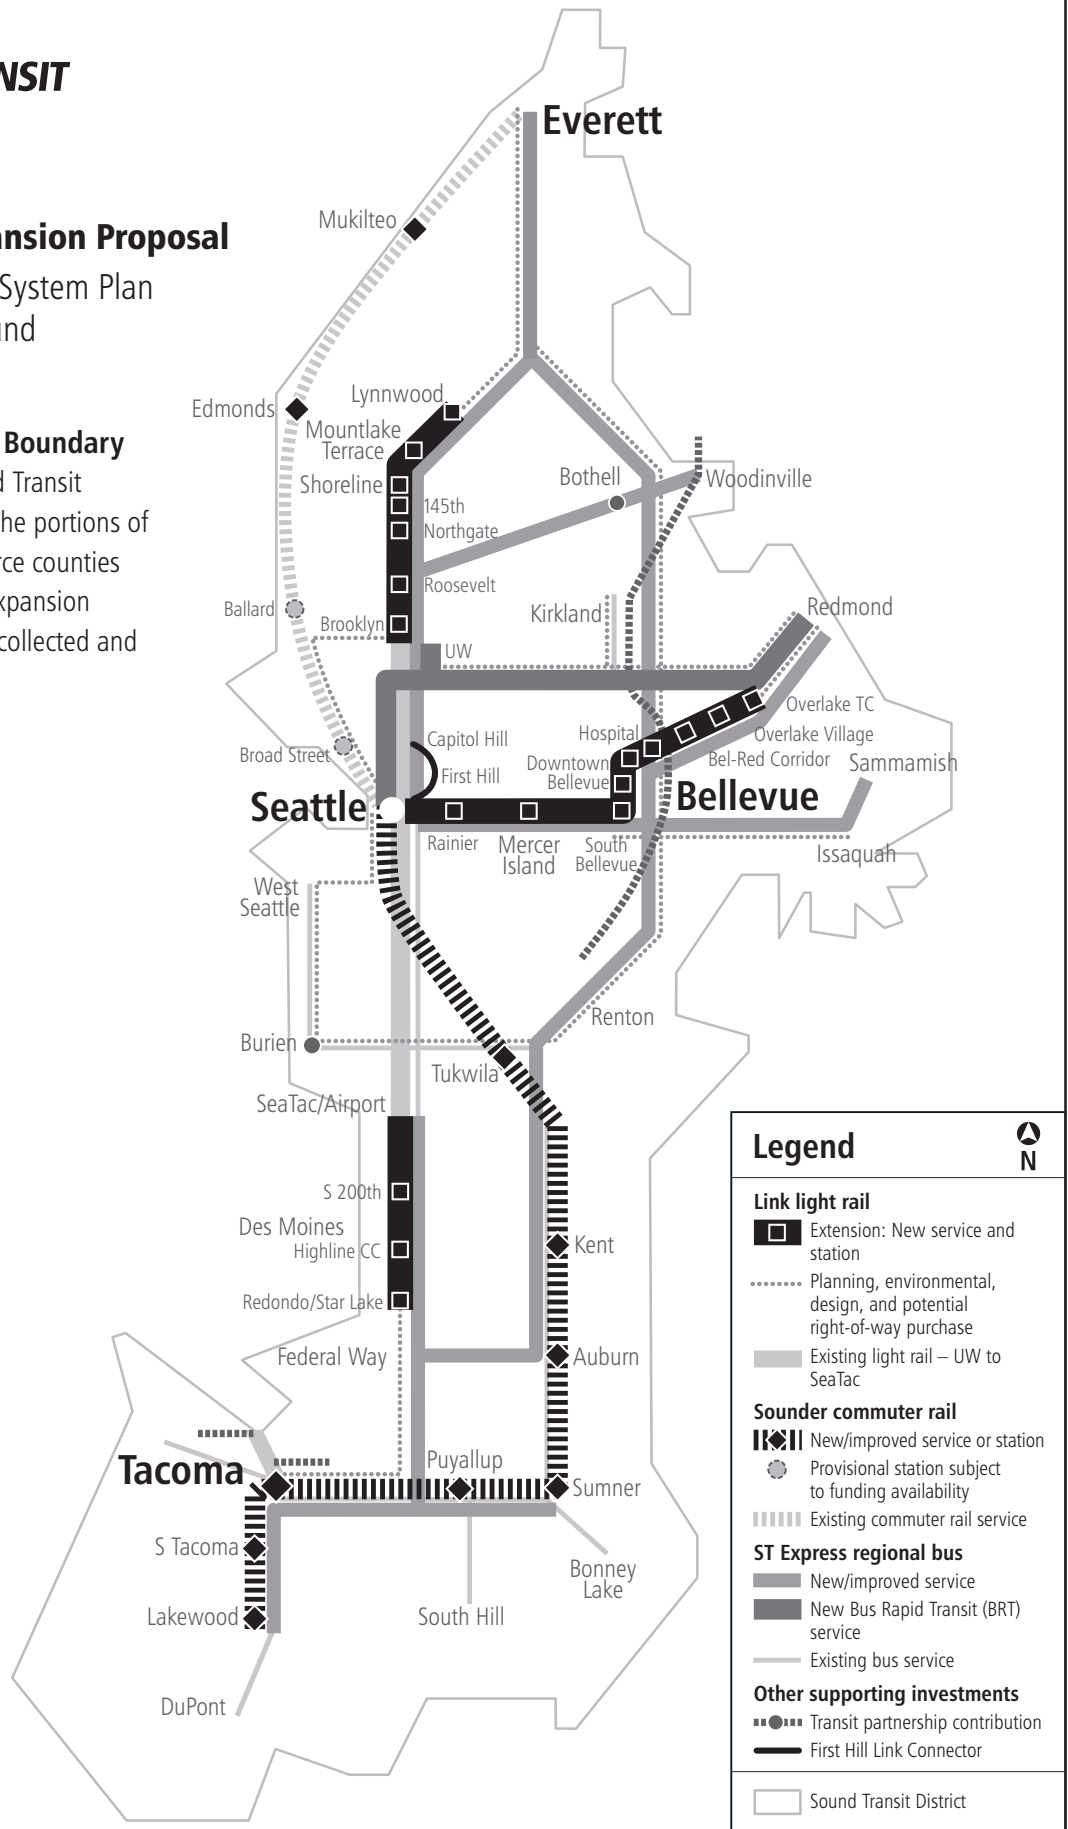 NSIT
Everett
Mukilteo
ansion Proposal
System Plan
und
Lynnwood
Edmonds
Mountlake
Terrace
Boundary
Bothell
Woodinville
Shoreline
d Transit
145th
he portions of
Northgate
rce counties
Roosevelt
xpansion
Kirkland
Redmond
Ballard
Brooklyn
collected and
UW
Overlake TC
Capitol Hill
Hospital
Overlake Village
Broad Street
Downtown
Bellevue
Bel-Red Corridor
Sammamish
First Hill
Seattle
Bellevue
Rainier
Mercer
Island
South
Bellevue
Issaquah
West
Seattle
Renton
Burien
Tukwila
SeaTac/Airport
S 200th
Des Moines
Highline CC
Kent
Redondo/Star Lake
Federal Way
Auburn
Tacoma
Puyallup
Sumner
S Tacoma
Bonney
Lake
Lakewood
South Hill
DuPont
Legend
N
Link light rail
Extension: New service and
station
Planning, environmental,
design, and potential
right-of-way purchase
Existing light rail – UW to
SeaTac
Sounder commuter rail
New/improved service or station
Provisional station subject
to funding availability
Existing commuter rail service
ST Express regional bus
New/improved service
New Bus Rapid Transit (BRT)
service
Existing bus service
Other supporting investments
Transit partnership contribution
First Hill Link Connector
Sound Transit District